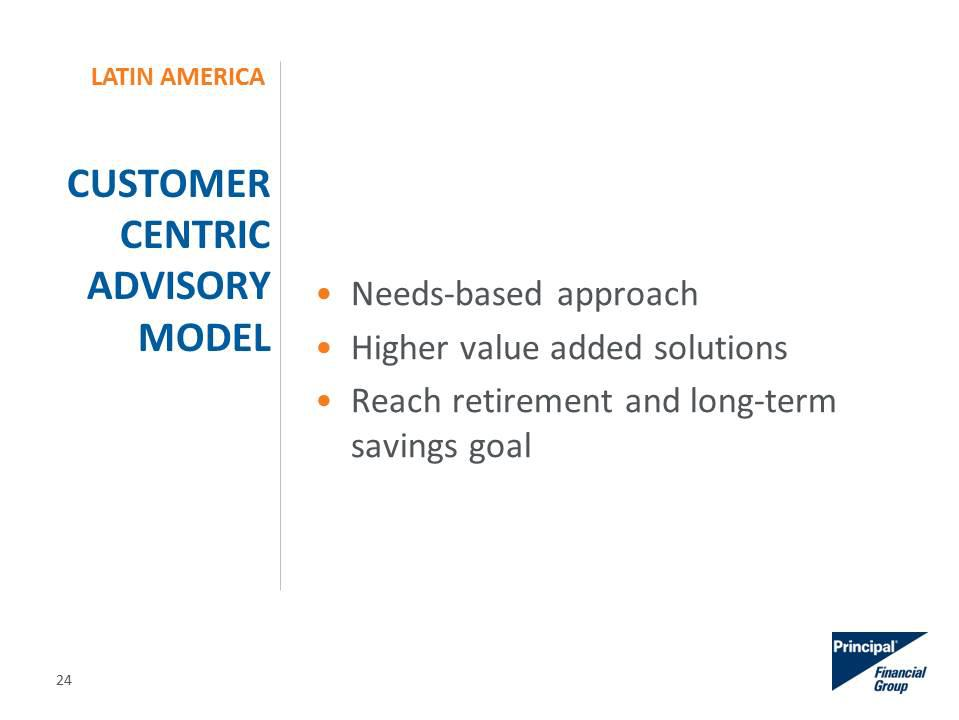 LATIN AMERICA
CUSTOMER
CENTRIC
ADVISORY
MODEL
• Needs-based approach
• Higher value added solutions
• Reach retirement and long-term
savings goal
24
Principal®
Financial
Group